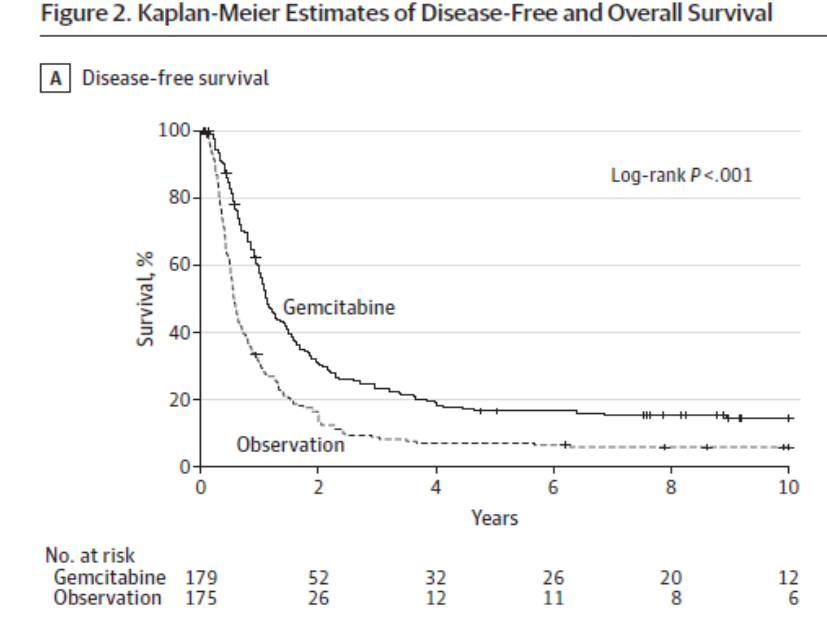 Figure 2. Kaplan-Meier Estimates of Disease-Free and Overall Survival
A Disease-free survival
100
80
60
40
20
0
Survival, %
Log-rank P <.001
Gemcitabine
Observation
0 2 4 6 8 10
Years
No. at risk
Gemcitabine 179 52 32 26 20 12
Observation 175 26 12 11 8 6